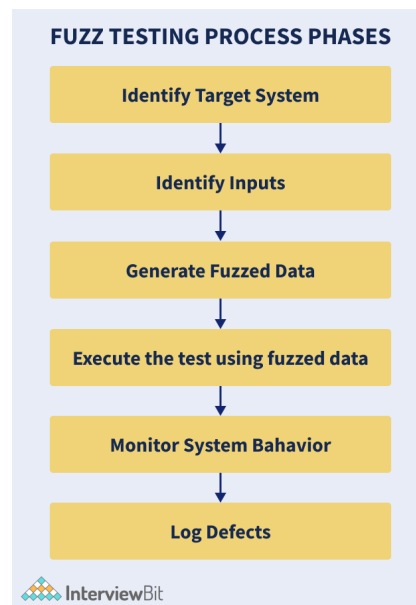 FUZZ TESTING PROCESS PHASES
Identify Target System
Identify Inputs
Generate Fuzzed Data
Execute the test using fuzzed data
Monitor System Bahavior
Log Defects
InterviewBit